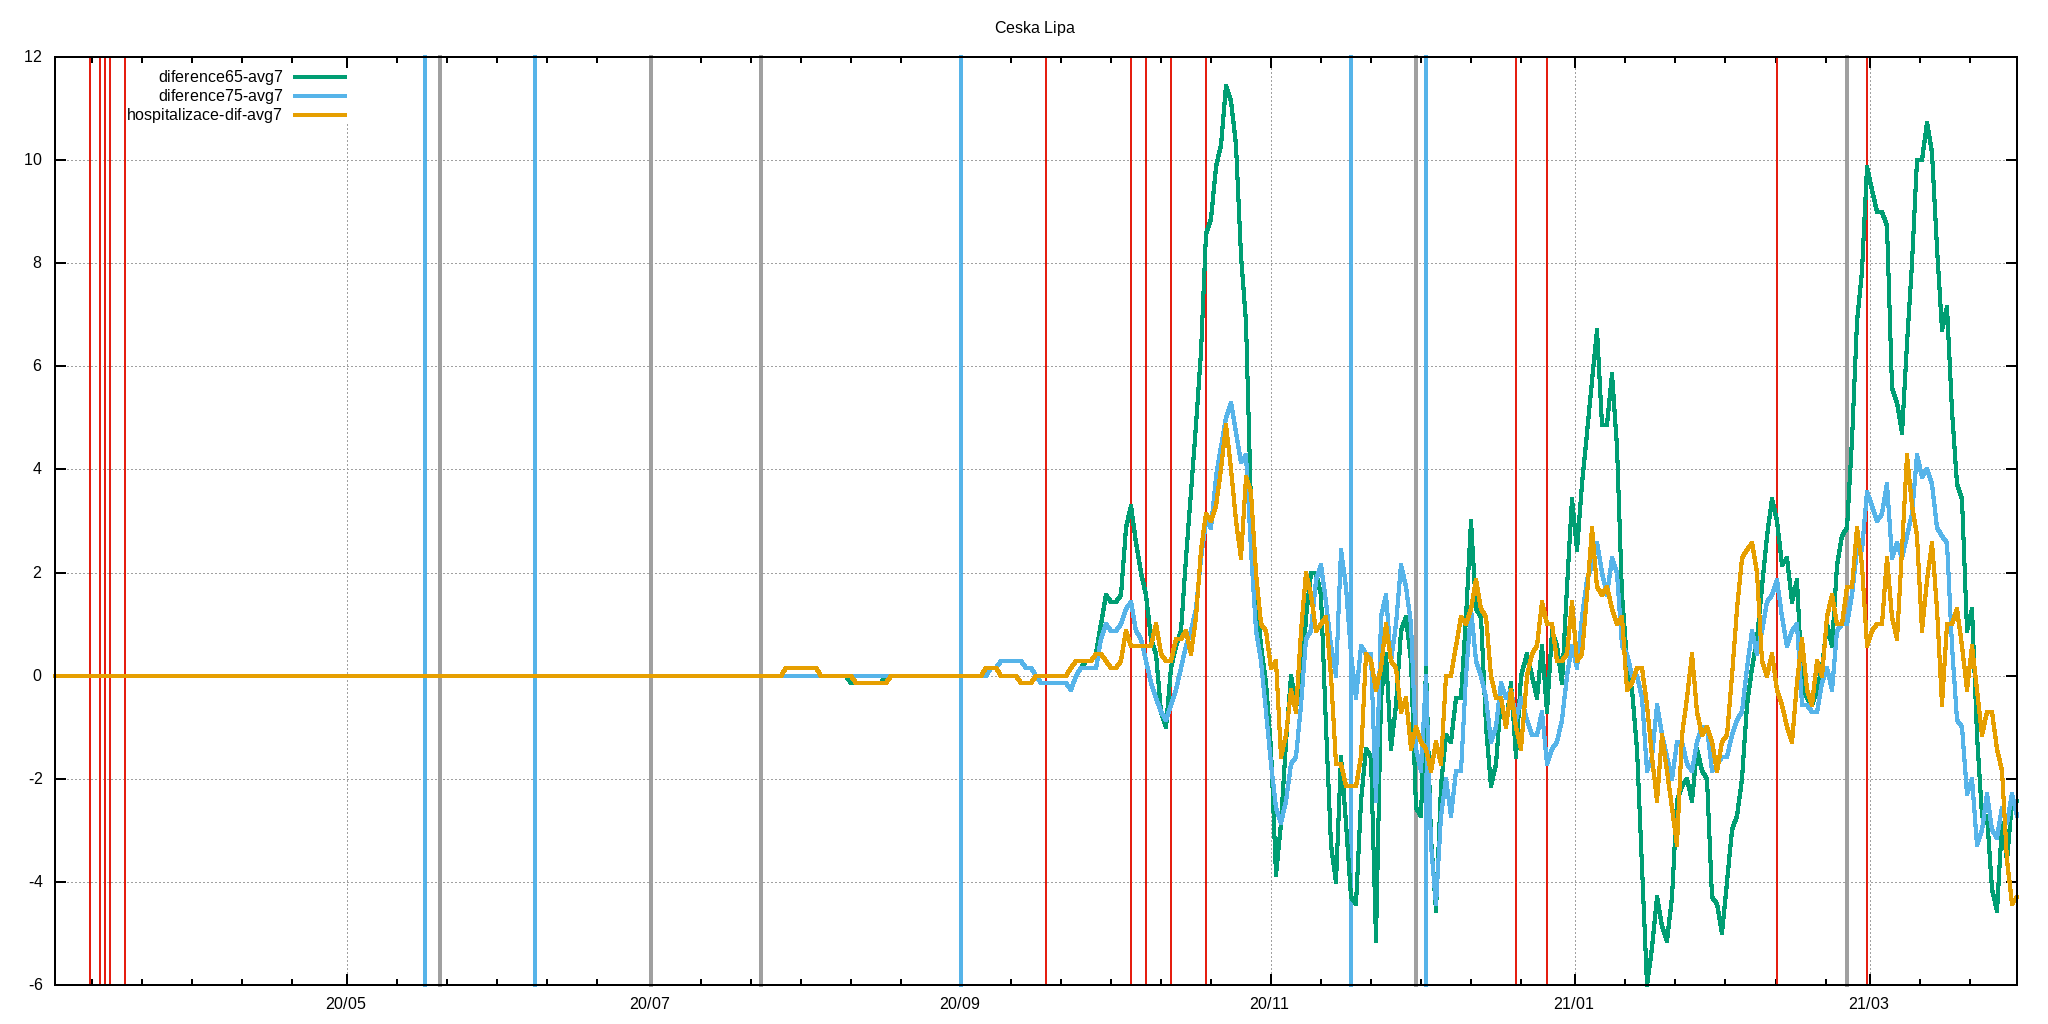 Ceska Lipa
12
diference65-avg7
diference75-avg7
hospitalizace-dif-avg7
10
8
6
4
2
0
-2
-4
-6
20/05 20/07 20/09 20/11 21/01 21/03